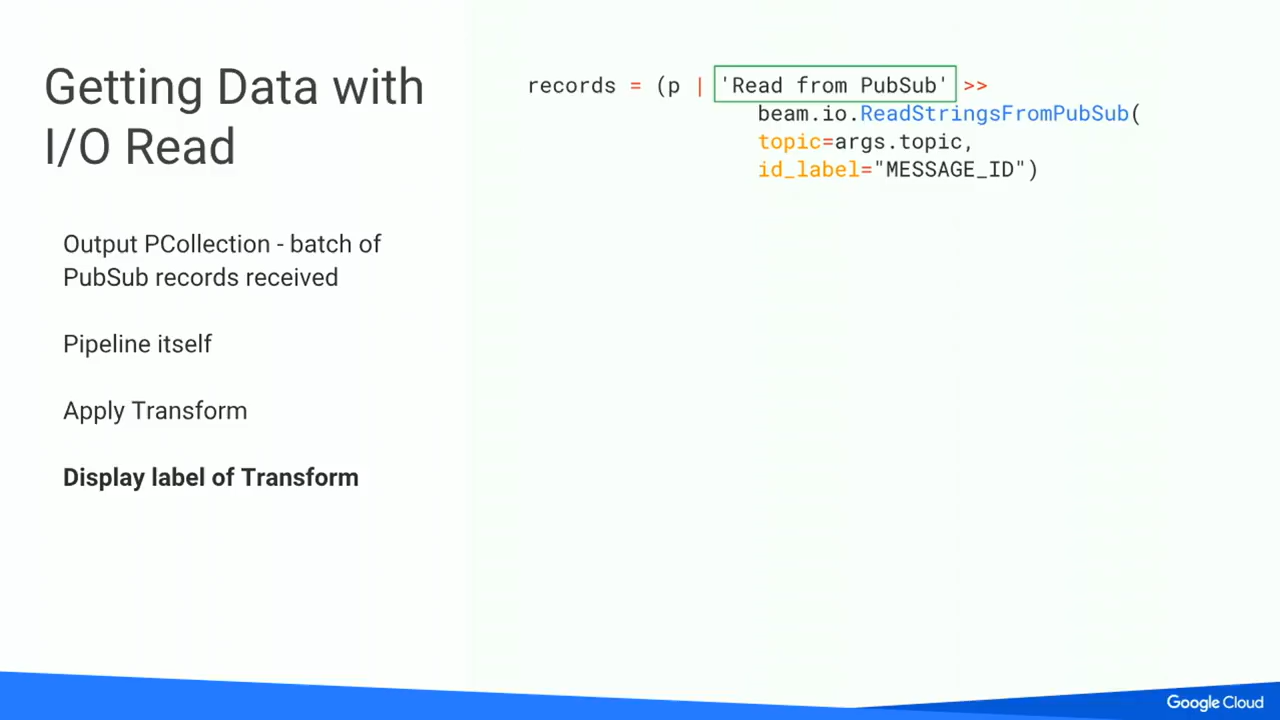 Getting Data with
I/O Read
Output PCollection - batch of
PubSub records received
Pipeline itself
Apply Transform
Display label of Transform
records = (p | 'Read from PubSub' >>
beam.io.ReadStringsFromPubSub(
topic=args.topic,
id_label="MESSAGE_ID")
Google Cloud